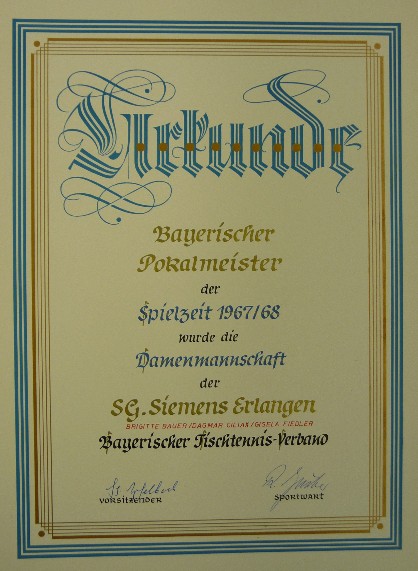 Urkunde
Bayerischer
Pokalmeister
der
Spielzeit 1967/68
wurde die
Damenmannschaft
der
SG. Siemens Erlangen
BRIGITTE BAUER/DAGMAR CILIAX/GISELA FIEDLER
Bayerischer Tischtennis-Verband
VORSITZENDER SPORTWART